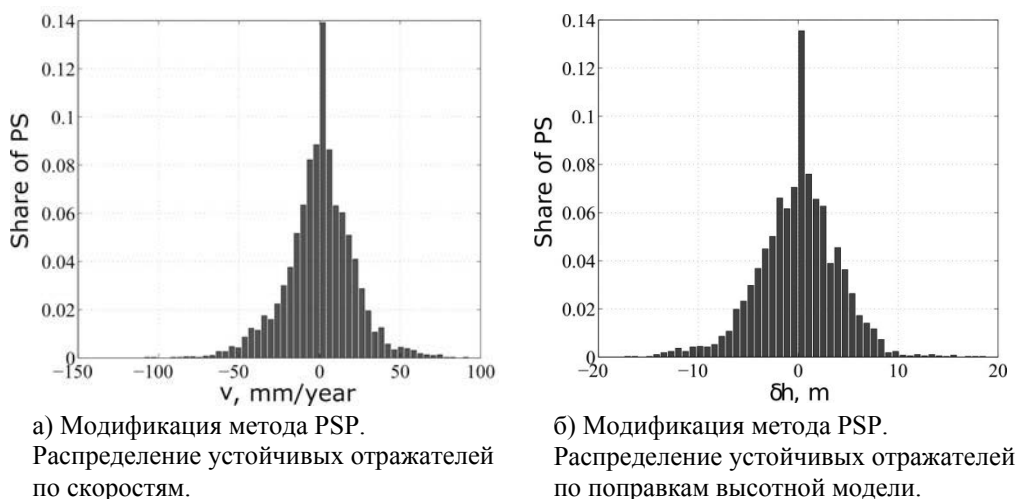 0.14
0.12
0.1
0.08
0.06
0.04
0.02
0
Share of PS
−150 −100 −50 0 50 100
v, mm/year
а) Модификация метода PSP.
Распределение устойчивых отражателей
по скоростям.
0.14
0.12
0.1
0.08
0.06
0.04
0.02
0
Share of PS
−20 −10 0 10 20
δh, m
б) Модификация метода PSP.
Распределение устойчивых отражателей
по поправкам высотной модели.